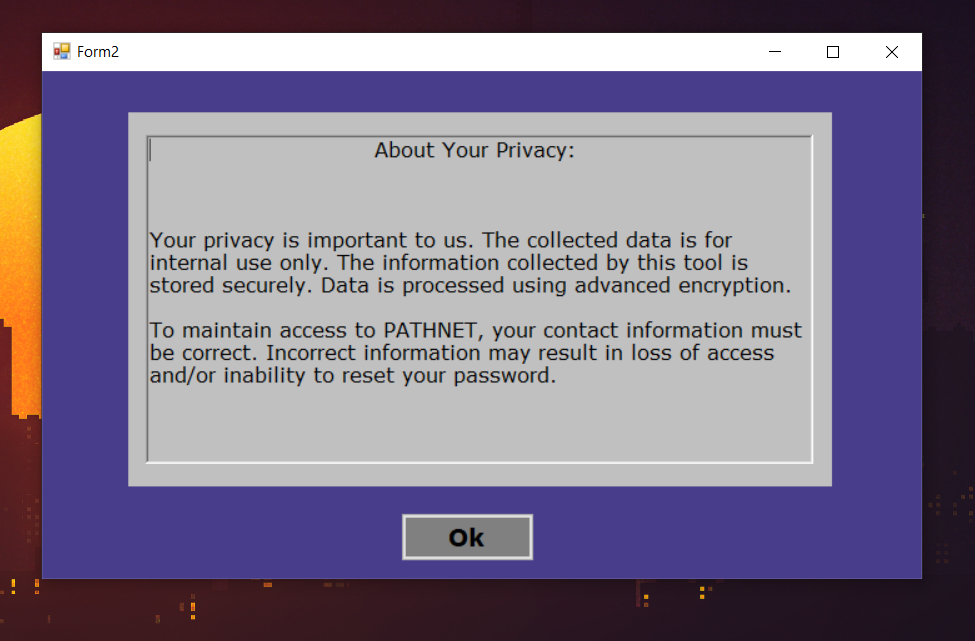 Form2
About Your Privacy:
Your privacy is important to us. The collected data is for
internal use only. The information collected by this tool is
stored securely. Data is processed using advanced encryption.
To maintain access to PATHNET, your contact information must
be correct. Incorrect information may result in loss of access
and/or inability to reset your password.
Ok